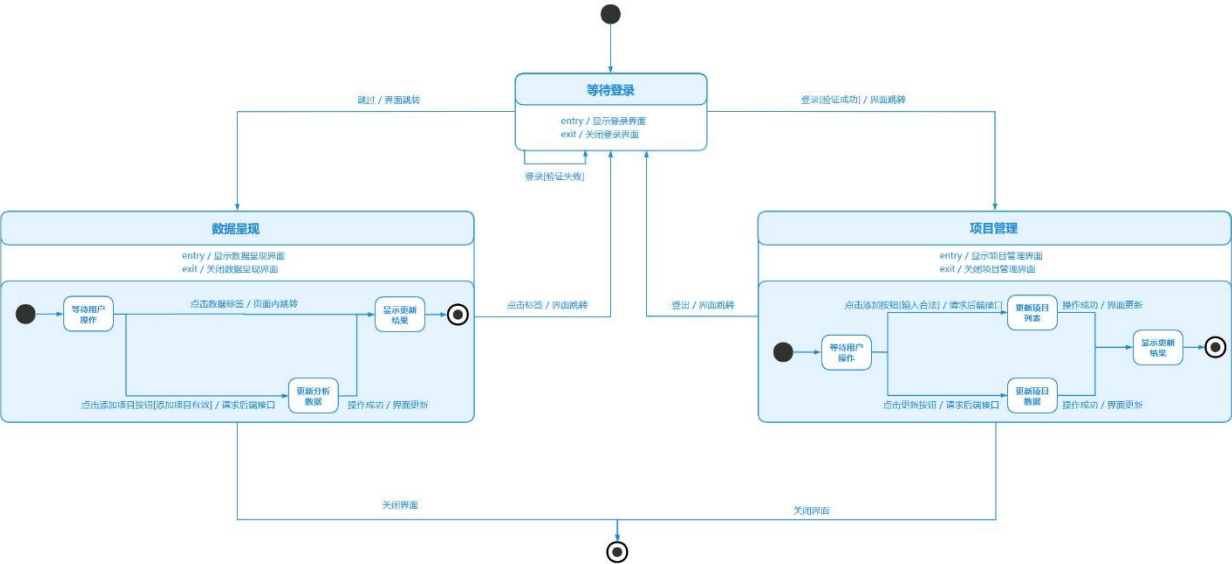 等待登录
跳过 / 界面跳转
登录[验证成功] / 界面跳转
entry / 显示登录界面
exit / 关闭登录界面
登录[验证失败]
数据呈现
entry / 显示数据呈现界面
exit / 关闭数据呈现界面
点击数据标签 / 页面内跳转
等待用户
操作
显示更新
结果
更新分析
数据
点击添加项目按钮[添加项目有效] / 请求后端接口
操作成功 / 界面更新
点击标签 / 界面跳转
登出 / 界面跳转
项目管理
entry / 显示项目管理界面
exit / 关闭项目管理界面
点击添加按钮[输入合法] / 请求后端接口
更新项目
列表
操作成功 / 界面更新
等待用户
操作
显示更新
结果
点击更新按钮 / 请求后端接口
更新项目
数据
操作成功 / 界面更新
关闭界面
关闭界面